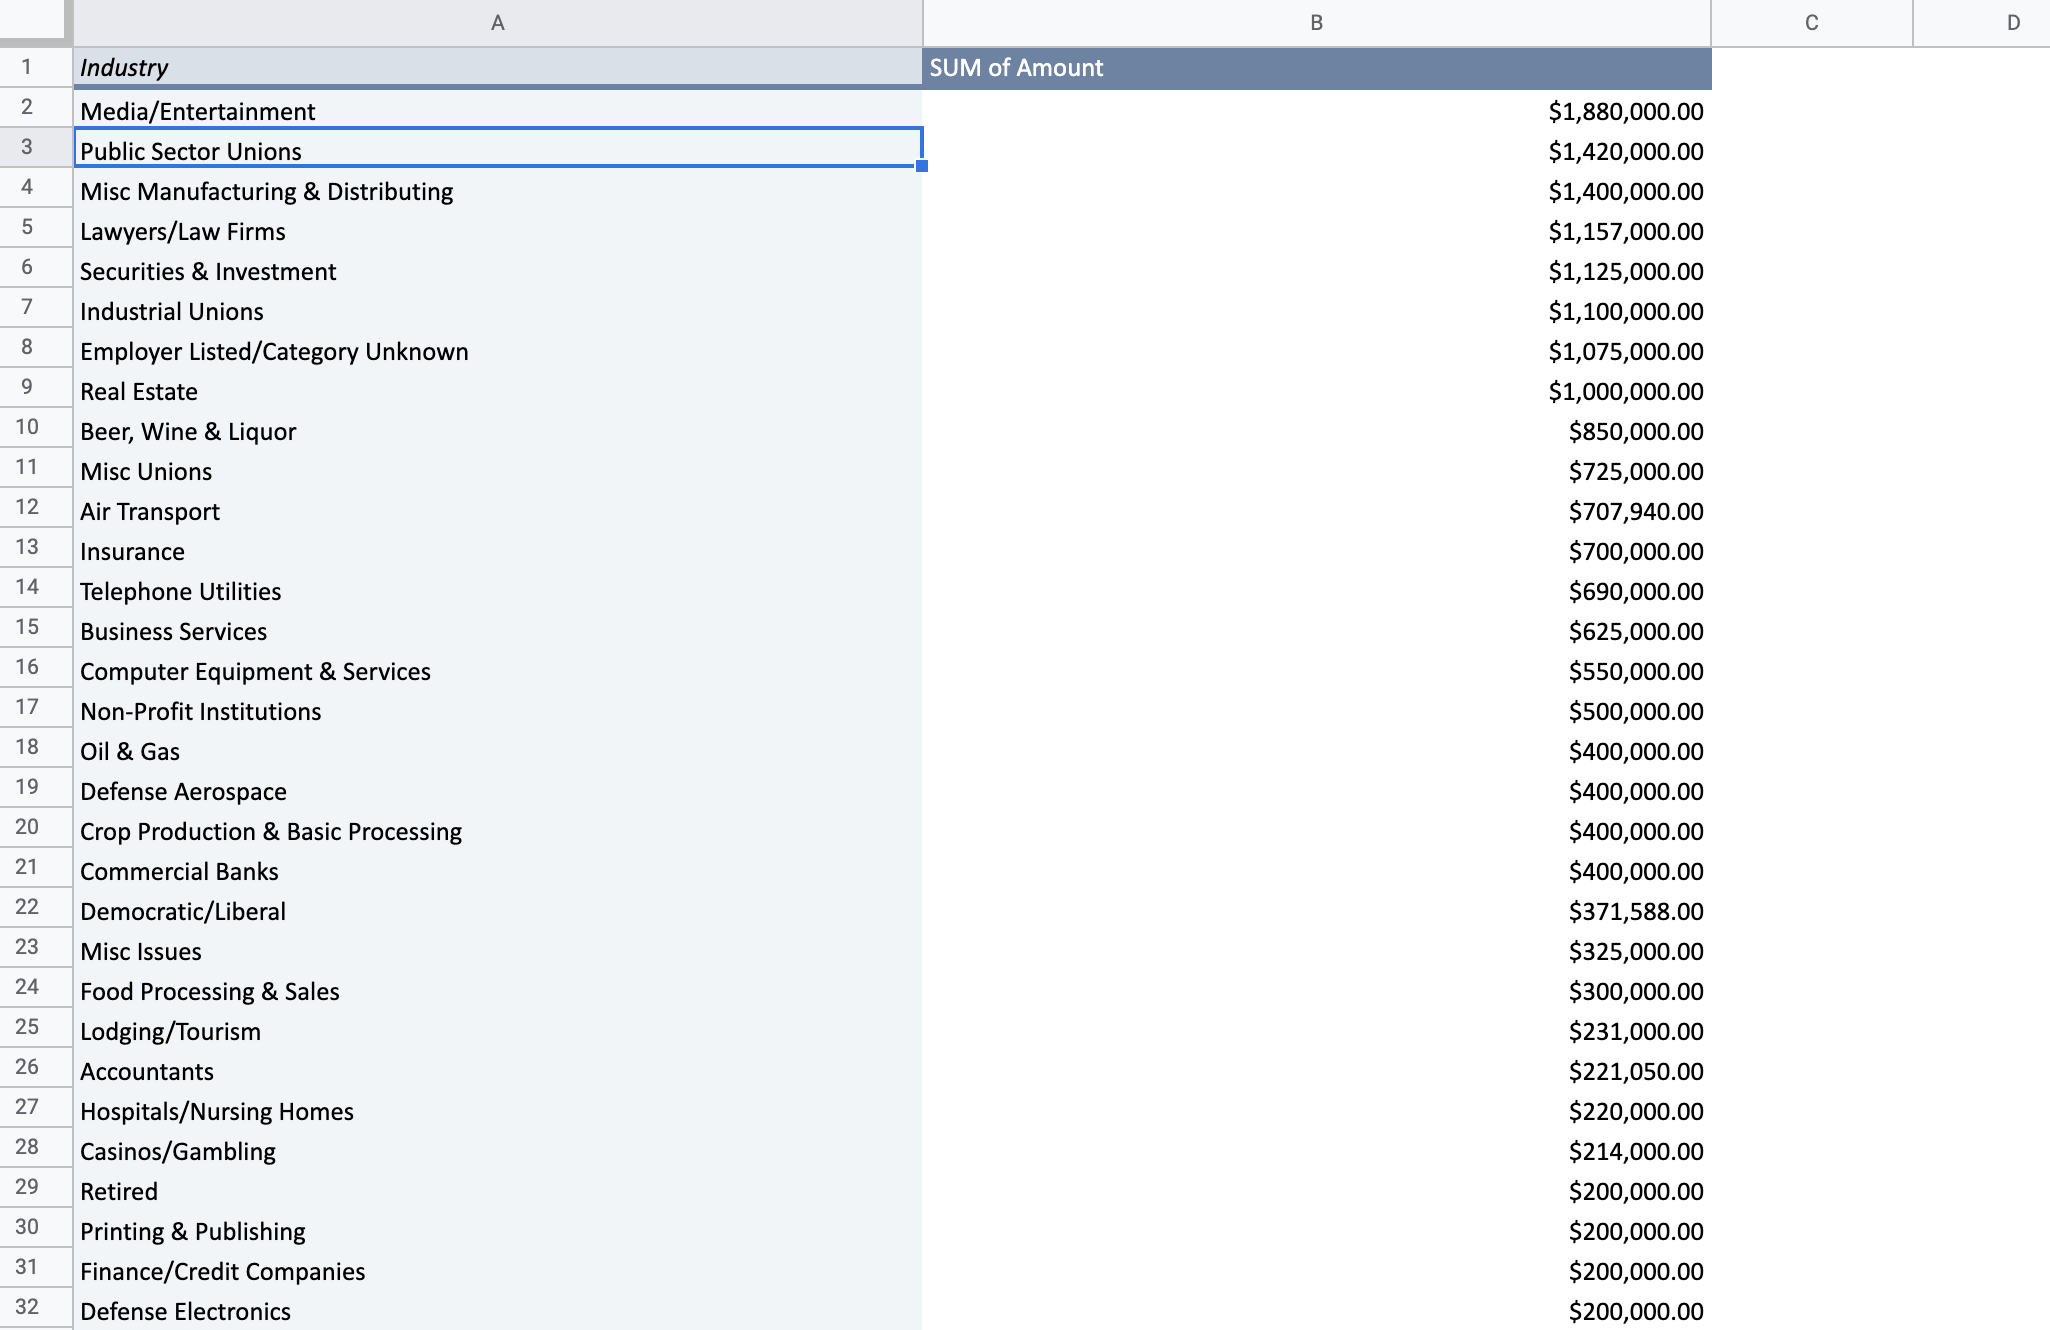 A B C D
1 Industry SUM of Amount
2 Media/Entertainment $1,880,000.00
3 Public Sector Unions $1,420,000.00
4 Misc Manufacturing & Distributing $1,400,000.00
5 Lawyers/Law Firms $1,157,000.00
6 Securities & Investment $1,125,000.00
7 Industrial Unions $1,100,000.00
8 Employer Listed/Category Unknown $1,075,000.00
9 Real Estate $1,000,000.00
10 Beer, Wine & Liquor $850,000.00
11 Misc Unions $725,000.00
12 Air Transport $707,940.00
13 Insurance $700,000.00
14 Telephone Utilities $690,000.00
15 Business Services $625,000.00
16 Computer Equipment & Services $550,000.00
17 Non-Profit Institutions $500,000.00
18 Oil & Gas $400,000.00
19 Defense Aerospace $400,000.00
20 Crop Production & Basic Processing $400,000.00
21 Commercial Banks $400,000.00
22 Democratic/Liberal $371,588.00
23 Misc Issues $325,000.00
24 Food Processing & Sales $300,000.00
25 Lodging/Tourism $231,000.00
26 Accountants $221,050.00
27 Hospitals/Nursing Homes $220,000.00
28 Casinos/Gambling $214,000.00
29 Retired $200,000.00
30 Printing & Publishing $200,000.00
31 Finance/Credit Companies $200,000.00
32 Defense Electronics $200,000.00